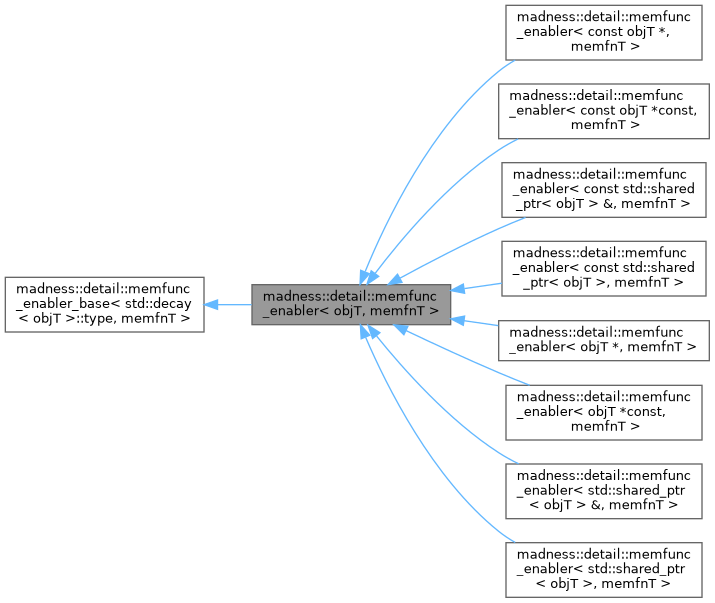 madness::detail::memfunc
_enabler< const objT *,
memfnT >
madness::detail::memfunc
_enabler< const objT *const,
memfnT >
madness::detail::memfunc
_enabler< const std::shared
_ptr< objT > &, memfnT >
madness::detail::memfunc
_enabler< const std::shared
_ptr< objT >, memfnT >
madness::detail::memfunc
_enabler_base< std::decay
< objT >::type, memfnT >
madness::detail::memfunc
_enabler< objT, memfnT >
madness::detail::memfunc
_enabler< objT *, memfnT >
madness::detail::memfunc
_enabler< objT *const,
memfnT >
madness::detail::memfunc
_enabler< std::shared_ptr
< objT > &, memfnT >
madness::detail::memfunc
_enabler< std::shared_ptr
< objT >, memfnT >